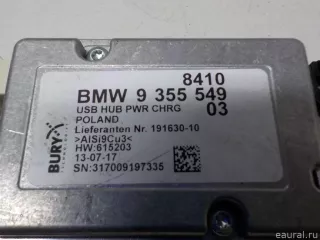 8410
BMW 9 355 549
USB HUB PWR CHRG 03
POLAND
Lieferanten Nr. 191630-10
>AlSi9Cu3<
HW:615203
13-07-17
SN:317009197335
BURY
© eaural.ru